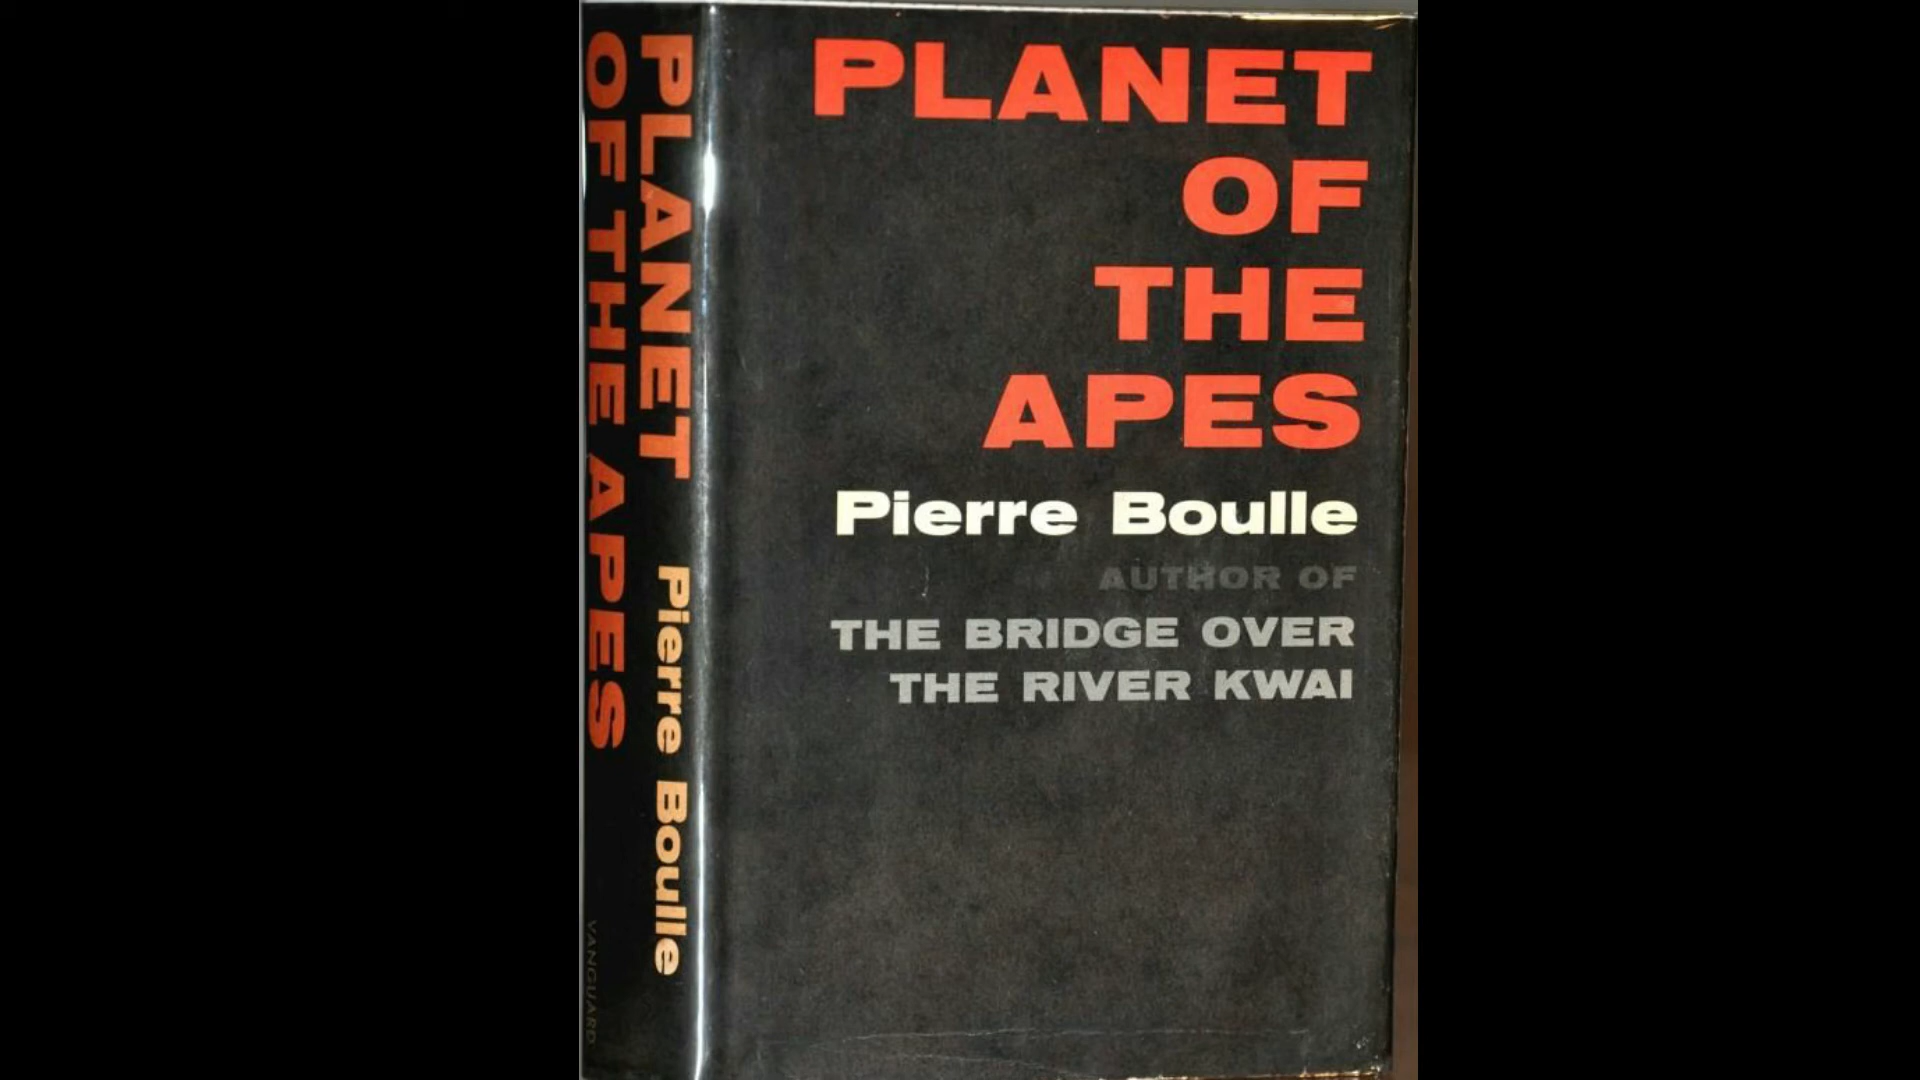 PLANET
OF THE APES
Pierre Boulle
VANGUARD
PLANET
OF
THE
APES
Pierre Boulle
AUTHOR OF
THE BRIDGE OVER
THE RIVER KWAI